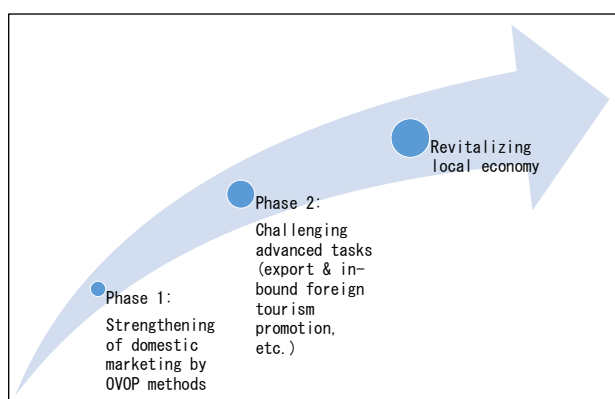 Phase 1:
Strengthening
of domestic
marketing by
OVOP methods
Phase 2:
Challenging
advanced tasks
(export & in-
bound foreign
tourism
promotion,
etc.)
Revitalizing
local economy